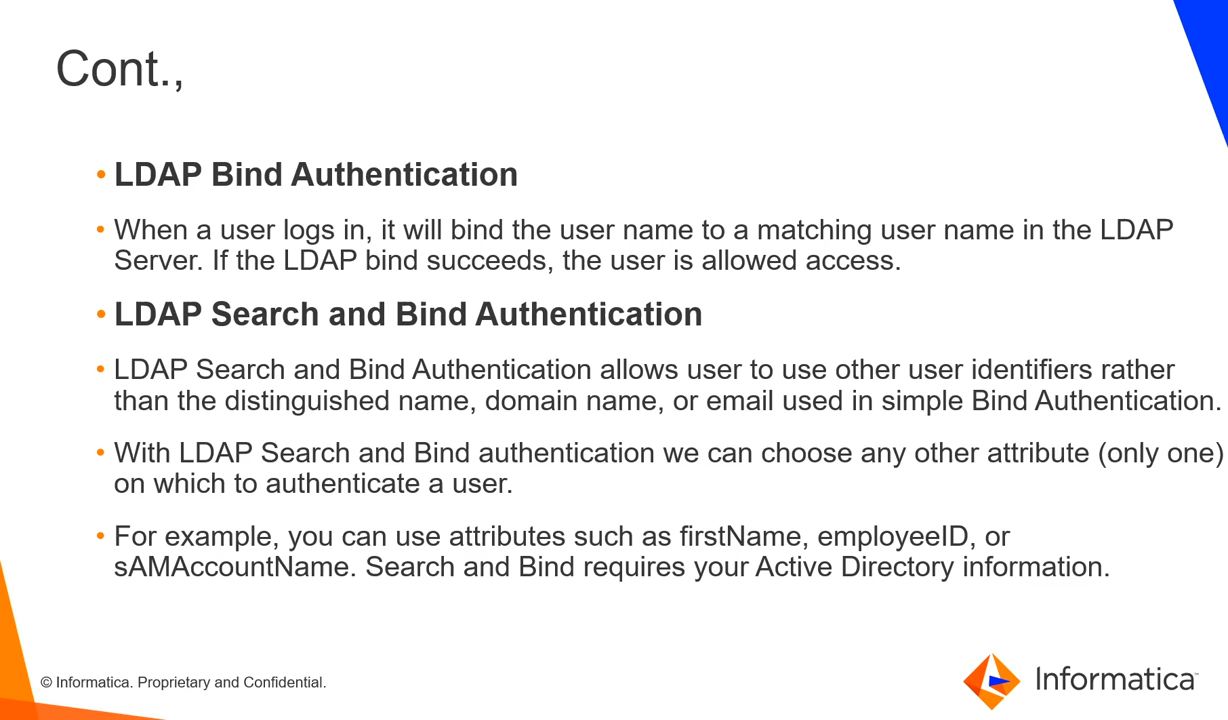 Cont.,
• LDAP Bind Authentication
• When a user logs in, it will bind the user name to a matching user name in the LDAP
Server. If the LDAP bind succeeds, the user is allowed access.
• LDAP Search and Bind Authentication
• LDAP Search and Bind Authentication allows user to use other user identifiers rather
than the distinguished name, domain name, or email used in simple Bind Authentication.
• With LDAP Search and Bind authentication we can choose any other attribute (only one)
on which to authenticate a user.
• For example, you can use attributes such as firstName, employeeID, or
sAMAccountName. Search and Bind requires your Active Directory information.
© Informatica. Proprietary and Confidential.
Informatica™